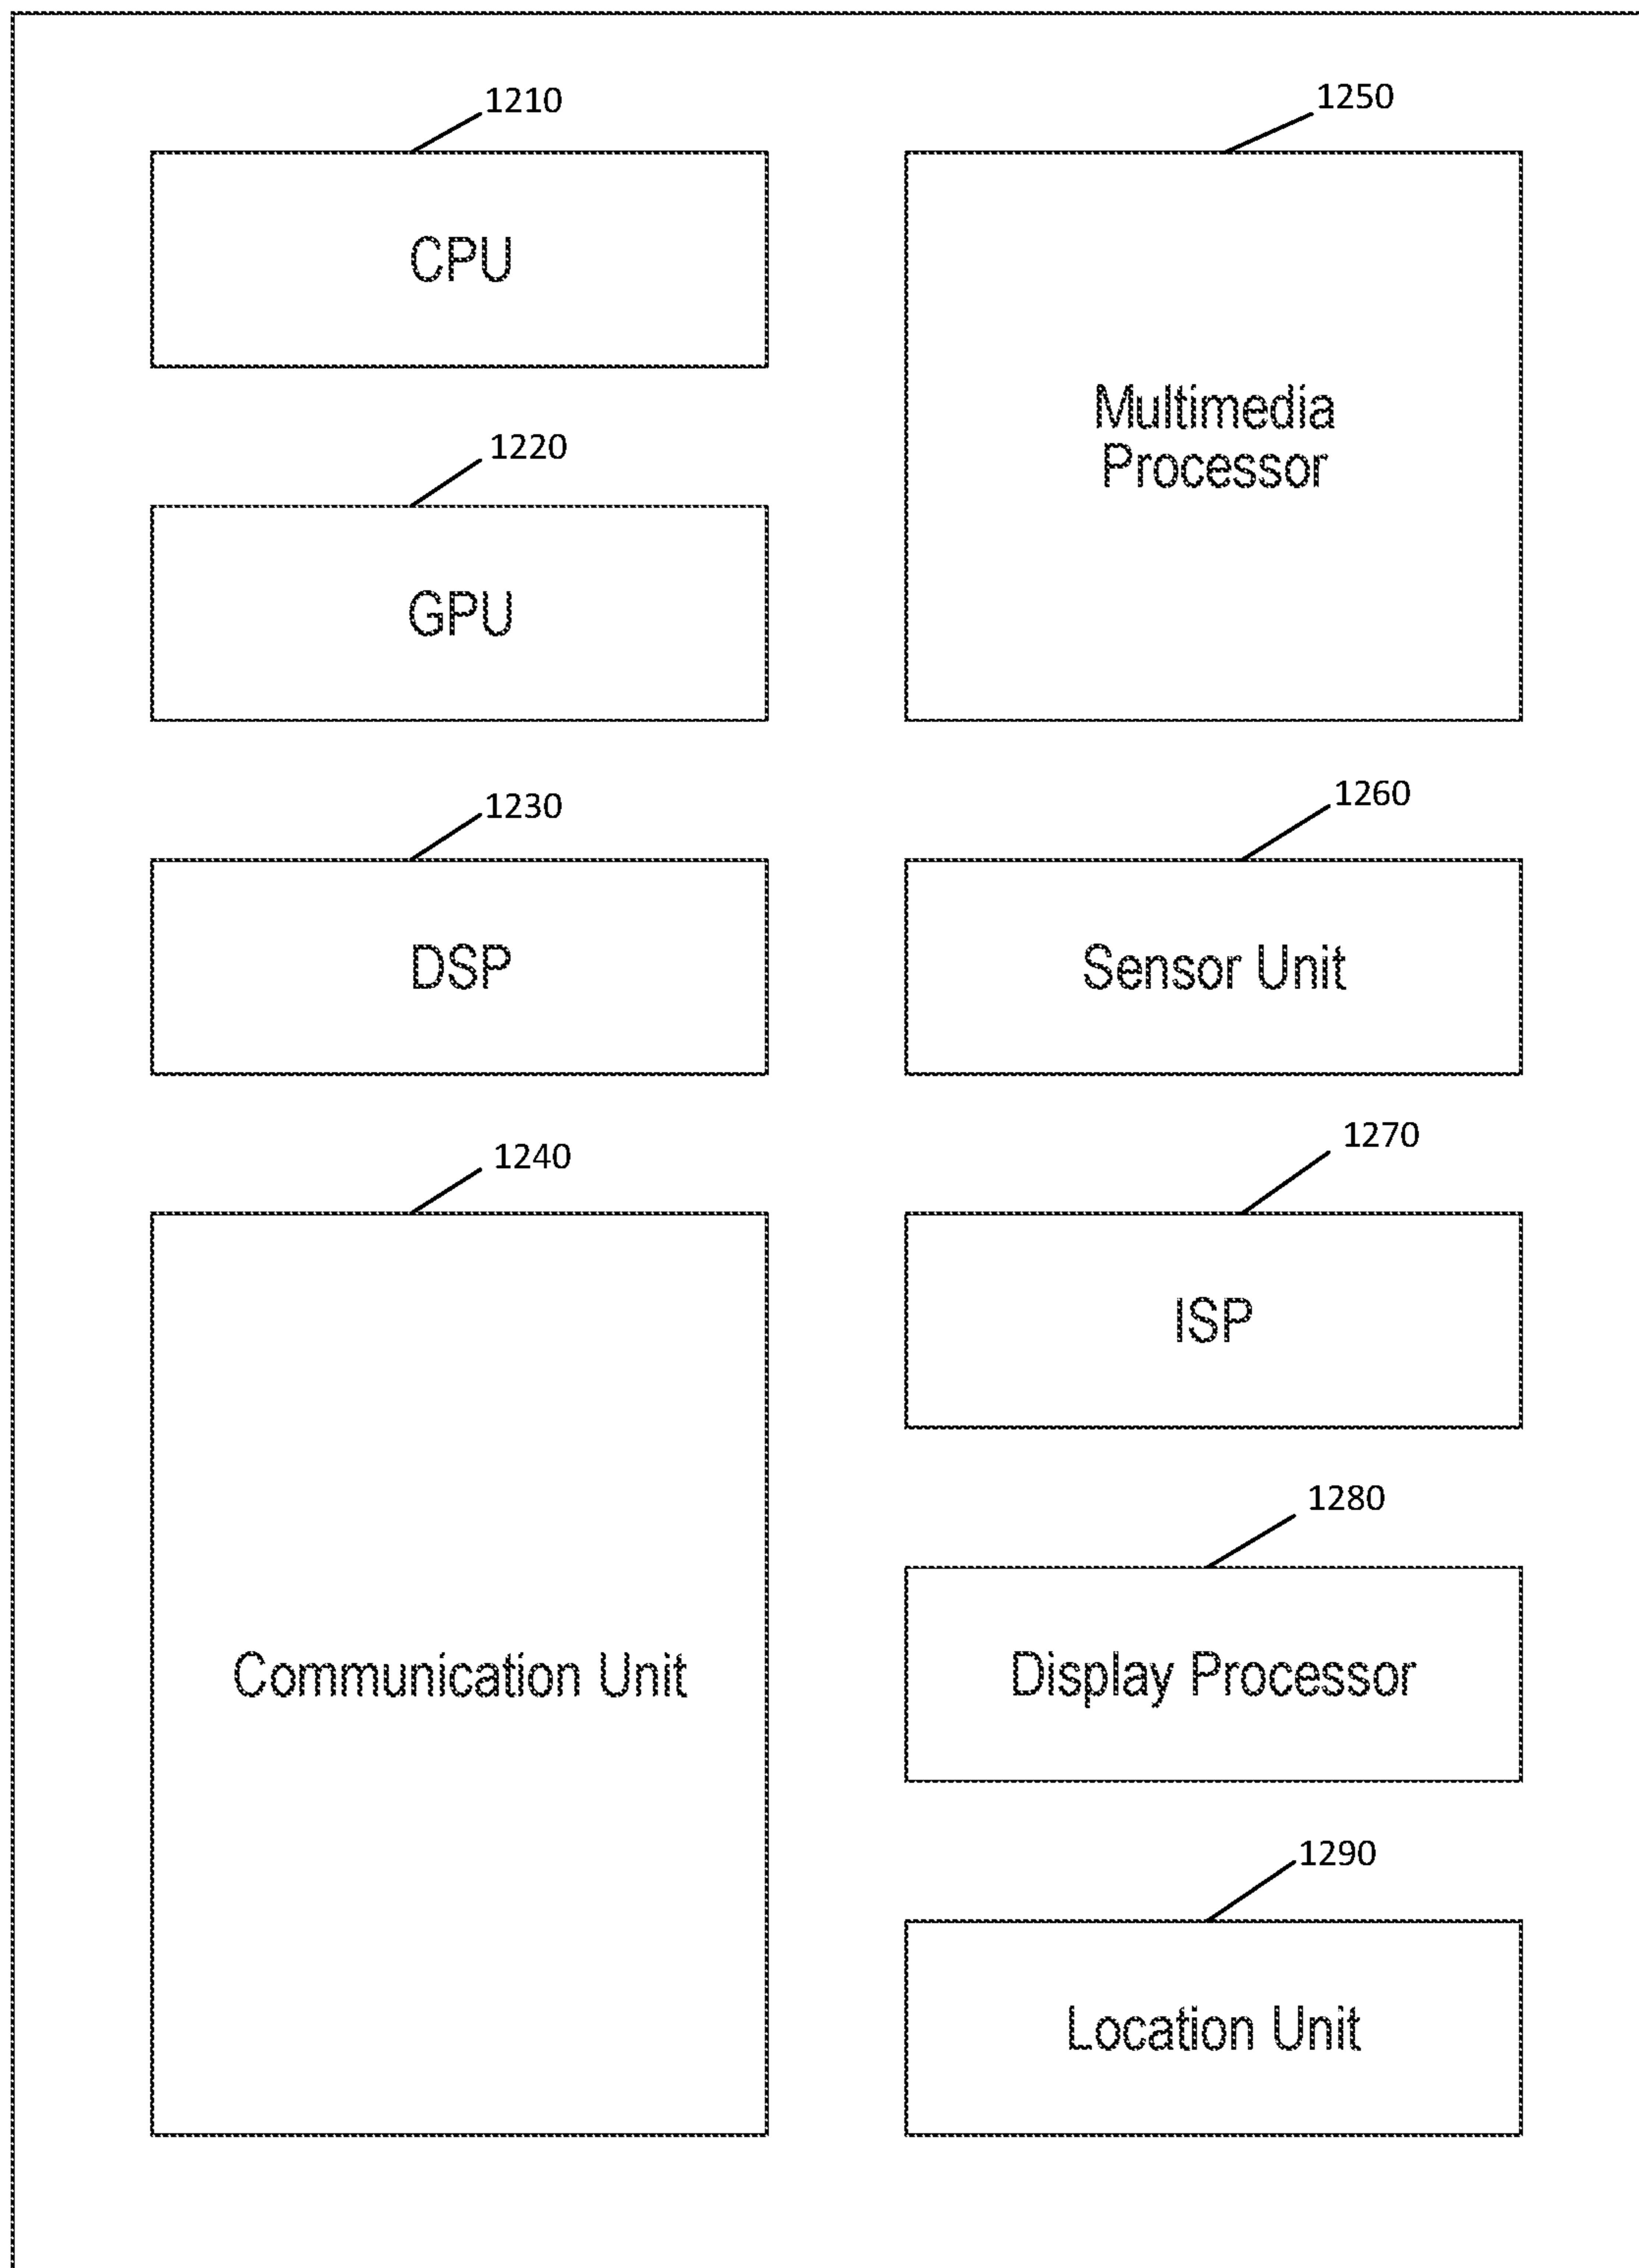 1210
CPU
1220
GPU
1230
DSP
1240
Communication Unit
1250
Multimedia
Processor
1260
Sensor Unit
1270
ISP
1280
Display Processor
1290
Location Unit